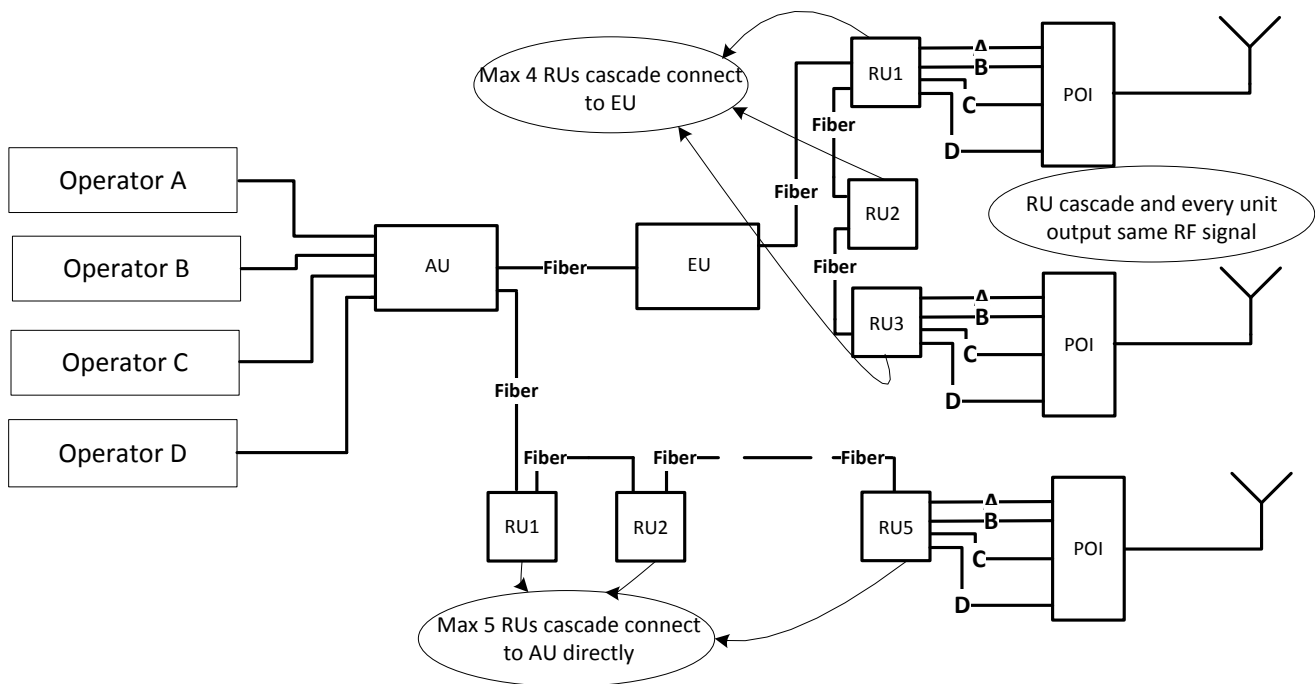 Max 4 RUs cascade connect
to EU
RU1
A
B
C
D
POI
Fiber
Fiber
RU2
RU cascade and every unit
output same RF signal
Operator A
Operator B
Operator C
Operator D
AU
Fiber
EU
Fiber
RU3
A
B
C
D
POI
Fiber
Fiber
Fiber
Fiber
RU1
RU2
RU5
A
B
C
D
POI
Max 5 RUs cascade connect
to AU directly